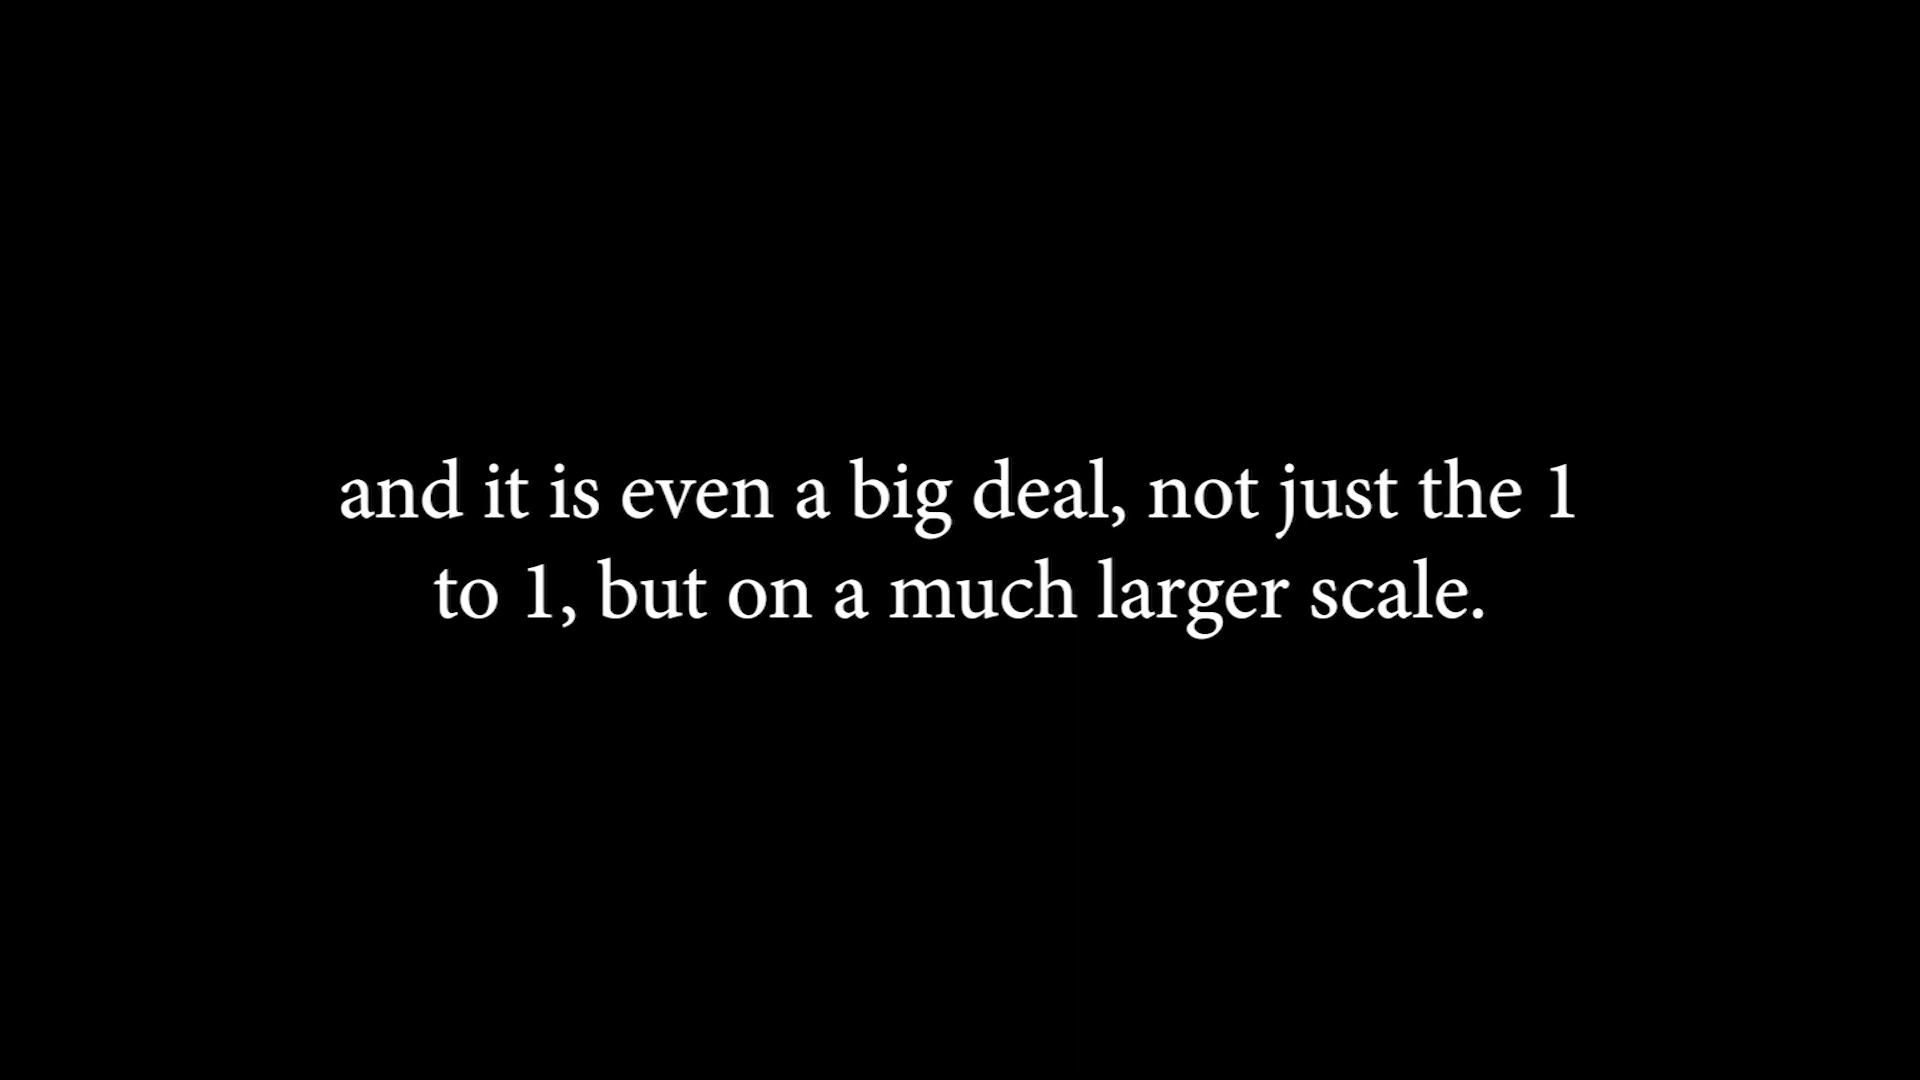 and it is even a big deal, not just the 1
to 1, but on a much larger scale.